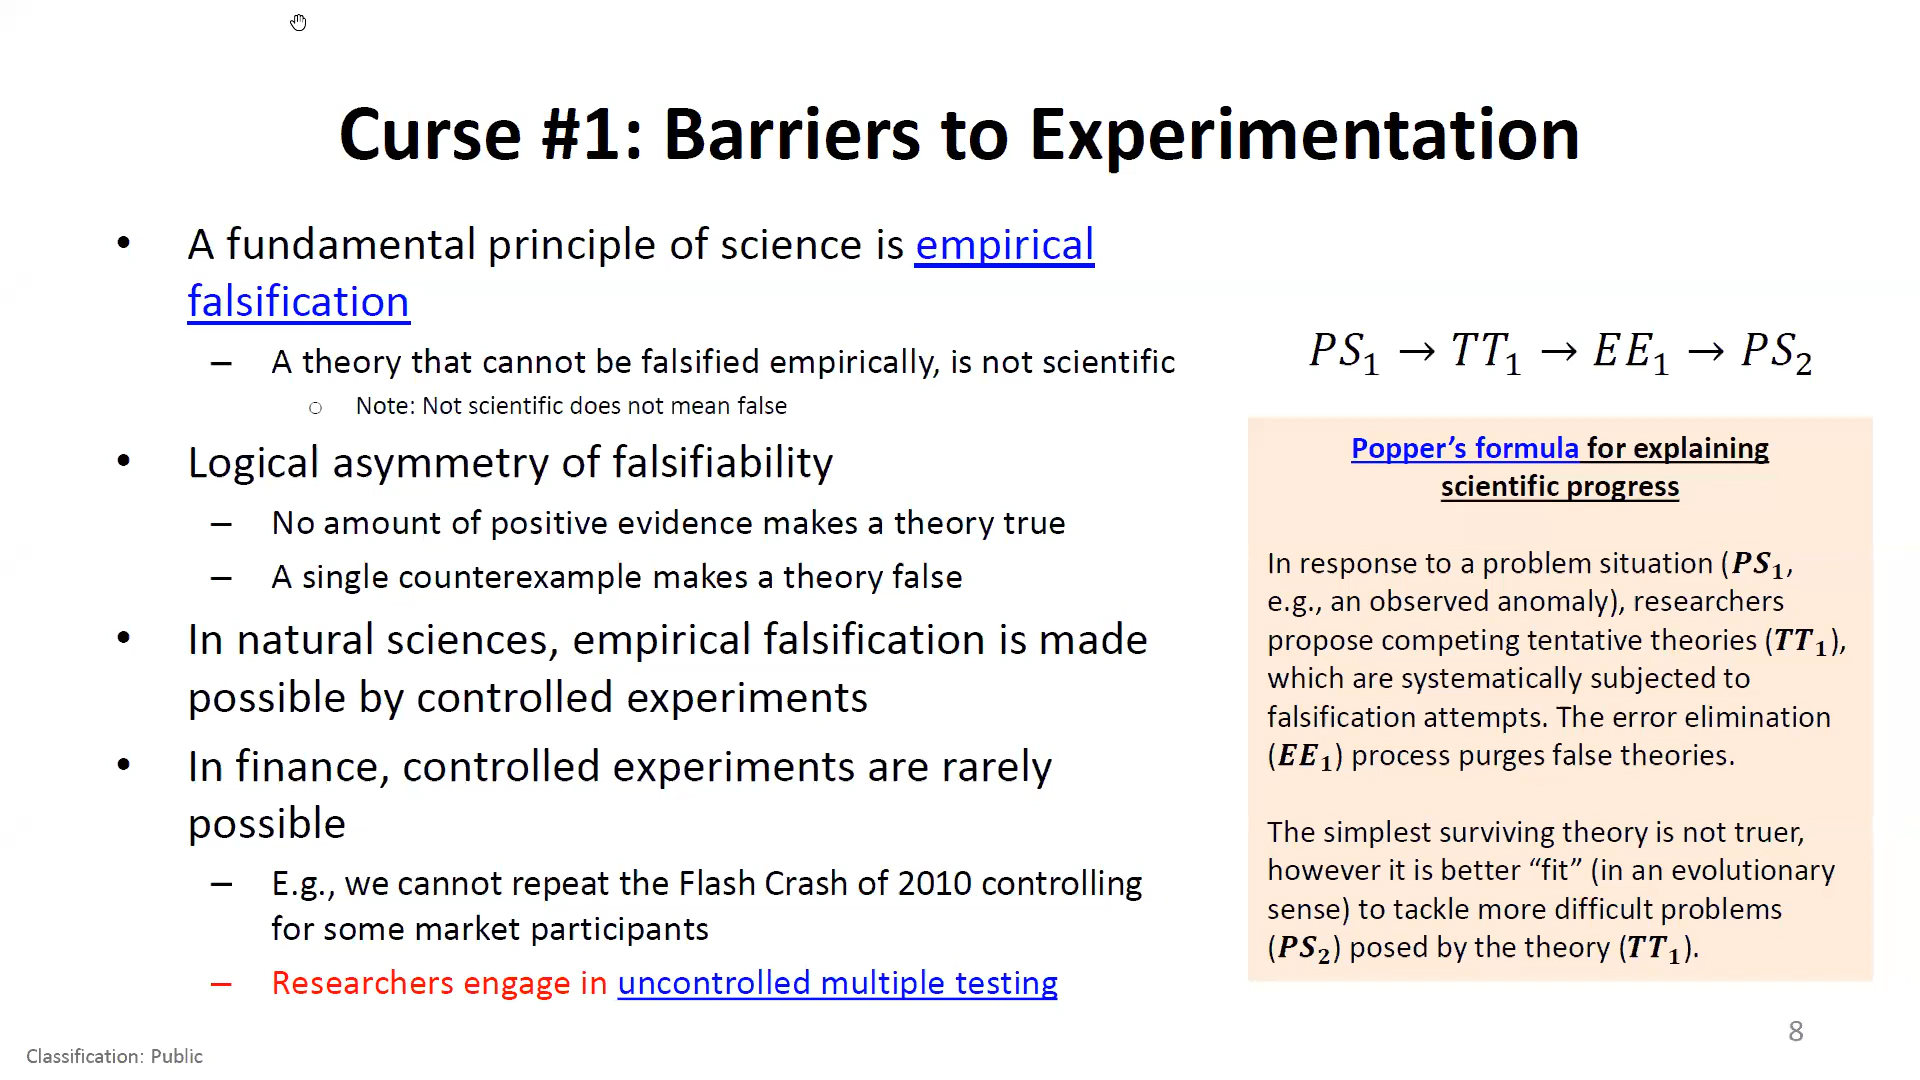 Curse #1: Barriers to Experimentation
• A fundamental principle of science is empirical
falsification
– A theory that cannot be falsified empirically, is not scientific
○ Note: Not scientific does not mean false
• Logical asymmetry of falsifiability
– No amount of positive evidence makes a theory true
– A single counterexample makes a theory false
• In natural sciences, empirical falsification is made
possible by controlled experiments
• In finance, controlled experiments are rarely
possible
– E.g., we cannot repeat the Flash Crash of 2010 controlling
for some market participants
– Researchers engage in uncontrolled multiple testing
PS₁ → TT₁ → EE₁ → PS₂
Popper’s formula for explaining
scientific progress
In response to a problem situation (PS₁,
e.g., an observed anomaly), researchers
propose competing tentative theories (TT₁),
which are systematically subjected to
falsification attempts. The error elimination
(EE₁) process purges false theories.
The simplest surviving theory is not truer,
however it is better “fit” (in an evolutionary
sense) to tackle more difficult problems
(PS₂) posed by the theory (TT₁).
8
Classification: Public